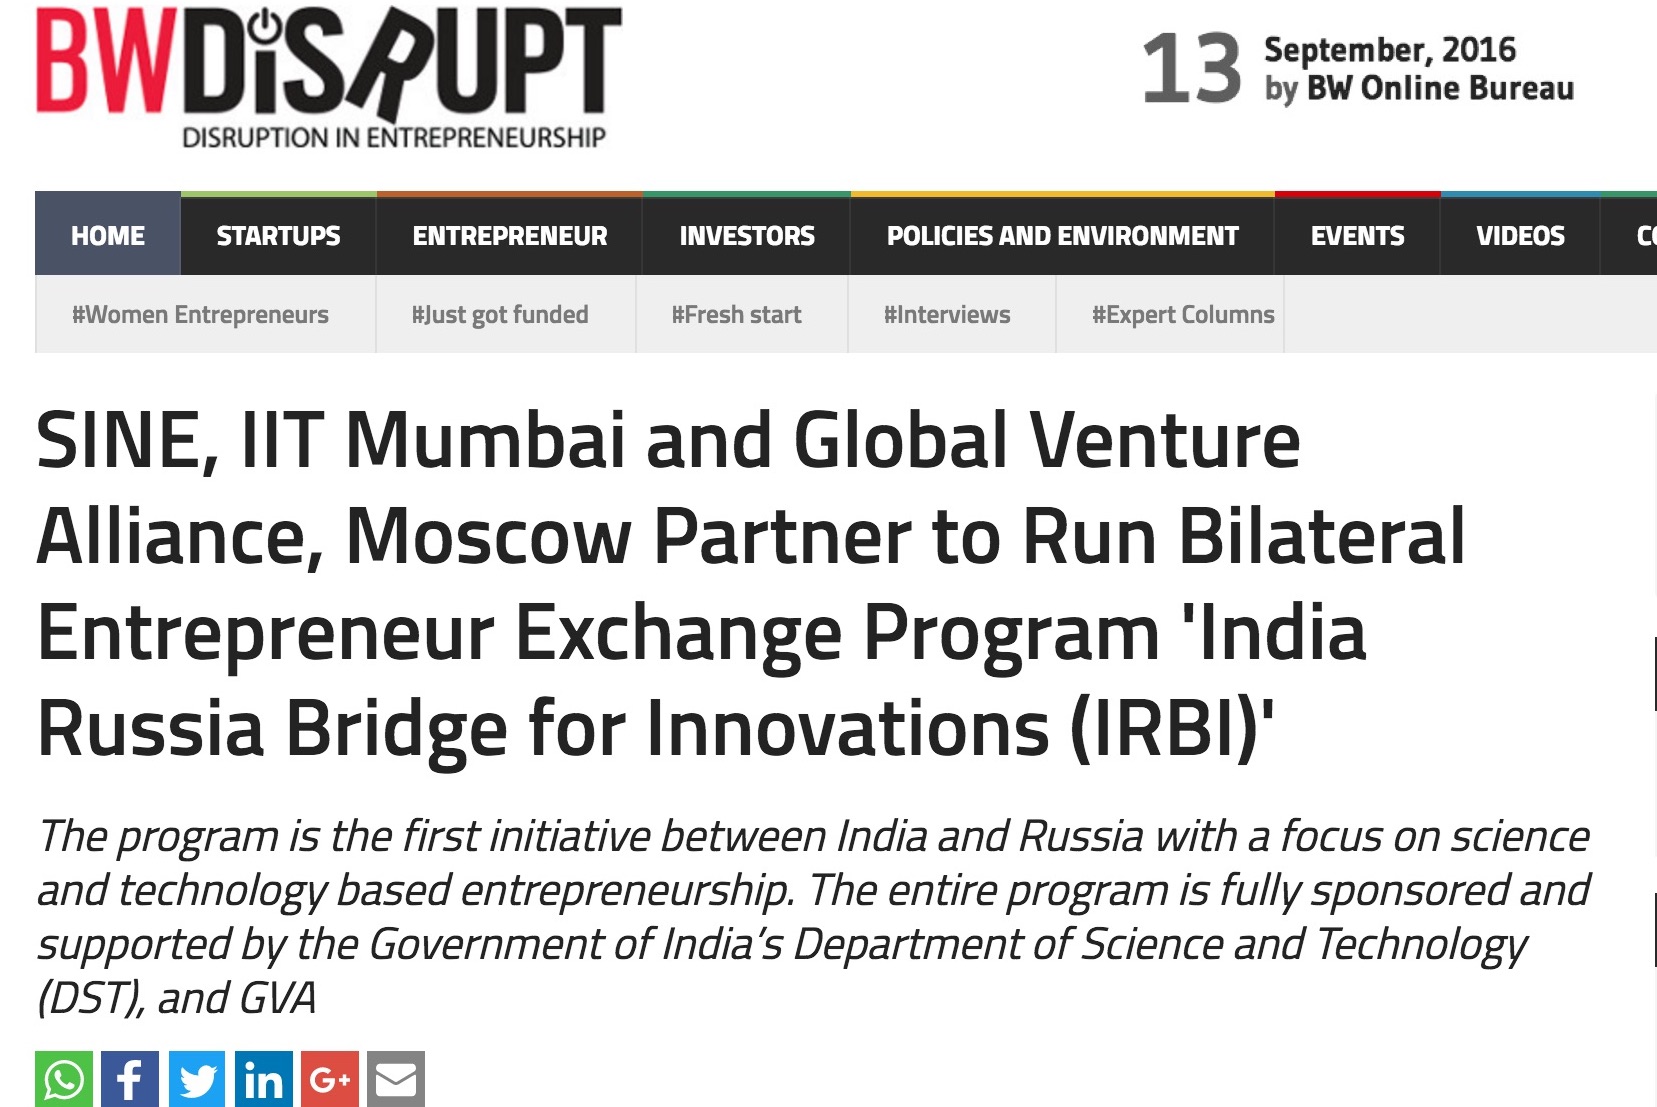 BWDiSRUPT
DISRUPTION IN ENTREPRENEURSHIP
13 September, 2016
by BW Online Bureau
HOME STARTUPS ENTREPRENEUR INVESTORS POLICIES AND ENVIRONMENT EVENTS VIDEOS
#Women Entrepreneurs #Just got funded #Fresh start #Interviews #Expert Columns
SINE, IIT Mumbai and Global Venture
Alliance, Moscow Partner to Run Bilateral
Entrepreneur Exchange Program 'India
Russia Bridge for Innovations (IRBI)'
The program is the first initiative between India and Russia with a focus on science
and technology based entrepreneurship. The entire program is fully sponsored and
supported by the Government of India’s Department of Science and Technology
(DST), and GVA
f in G+